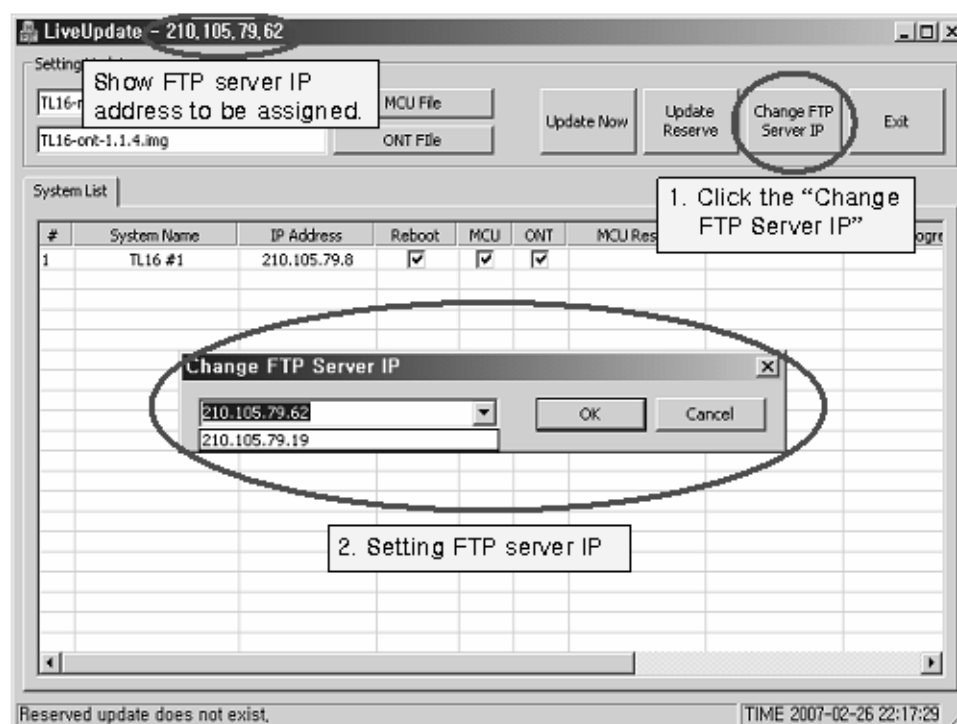 LiveUpdate - 210,105,79,62
Setting
Show FTP server IP
address to be assigned.
MCU File
TL16-ont-1.1.4.img
ONT FIle
Update Now
Update
Reserve
Change FTP
Server IP
Exit
1. Click the “Change
FTP Server IP”
System List
# System Name IP Address Reboot MCU ONT MCU Res
1 TL16 #1 210.105.79.8
Change FTP Server IP
210.105.79.62
OK
Cancel
210.105.79.19
2. Setting FTP server IP
Reserved update does not exist,
TIME 2007-02-26 22:17:29